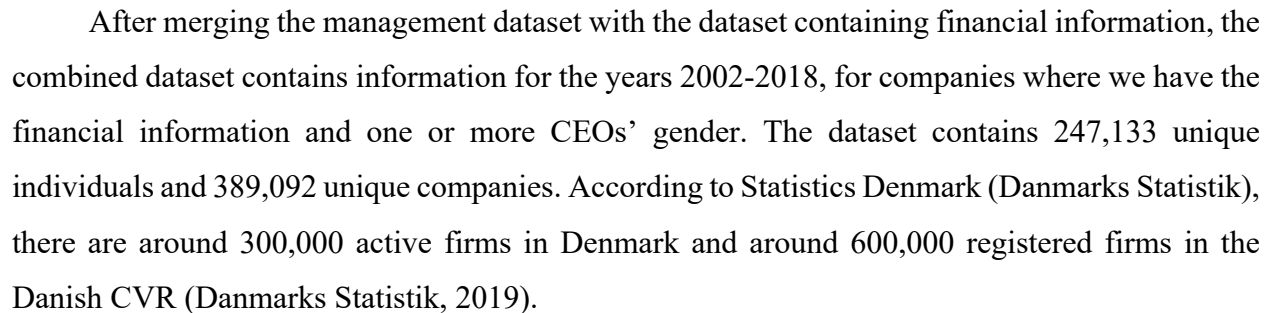 After merging the management dataset with the dataset containing financial information, the
combined dataset contains information for the years 2002-2018, for companies where we have the
financial information and one or more CEOs’ gender. The dataset contains 247,133 unique
individuals and 389,092 unique companies. According to Statistics Denmark (Danmarks Statistik),
there are around 300,000 active firms in Denmark and around 600,000 registered firms in the
Danish CVR (Danmarks Statistik, 2019).